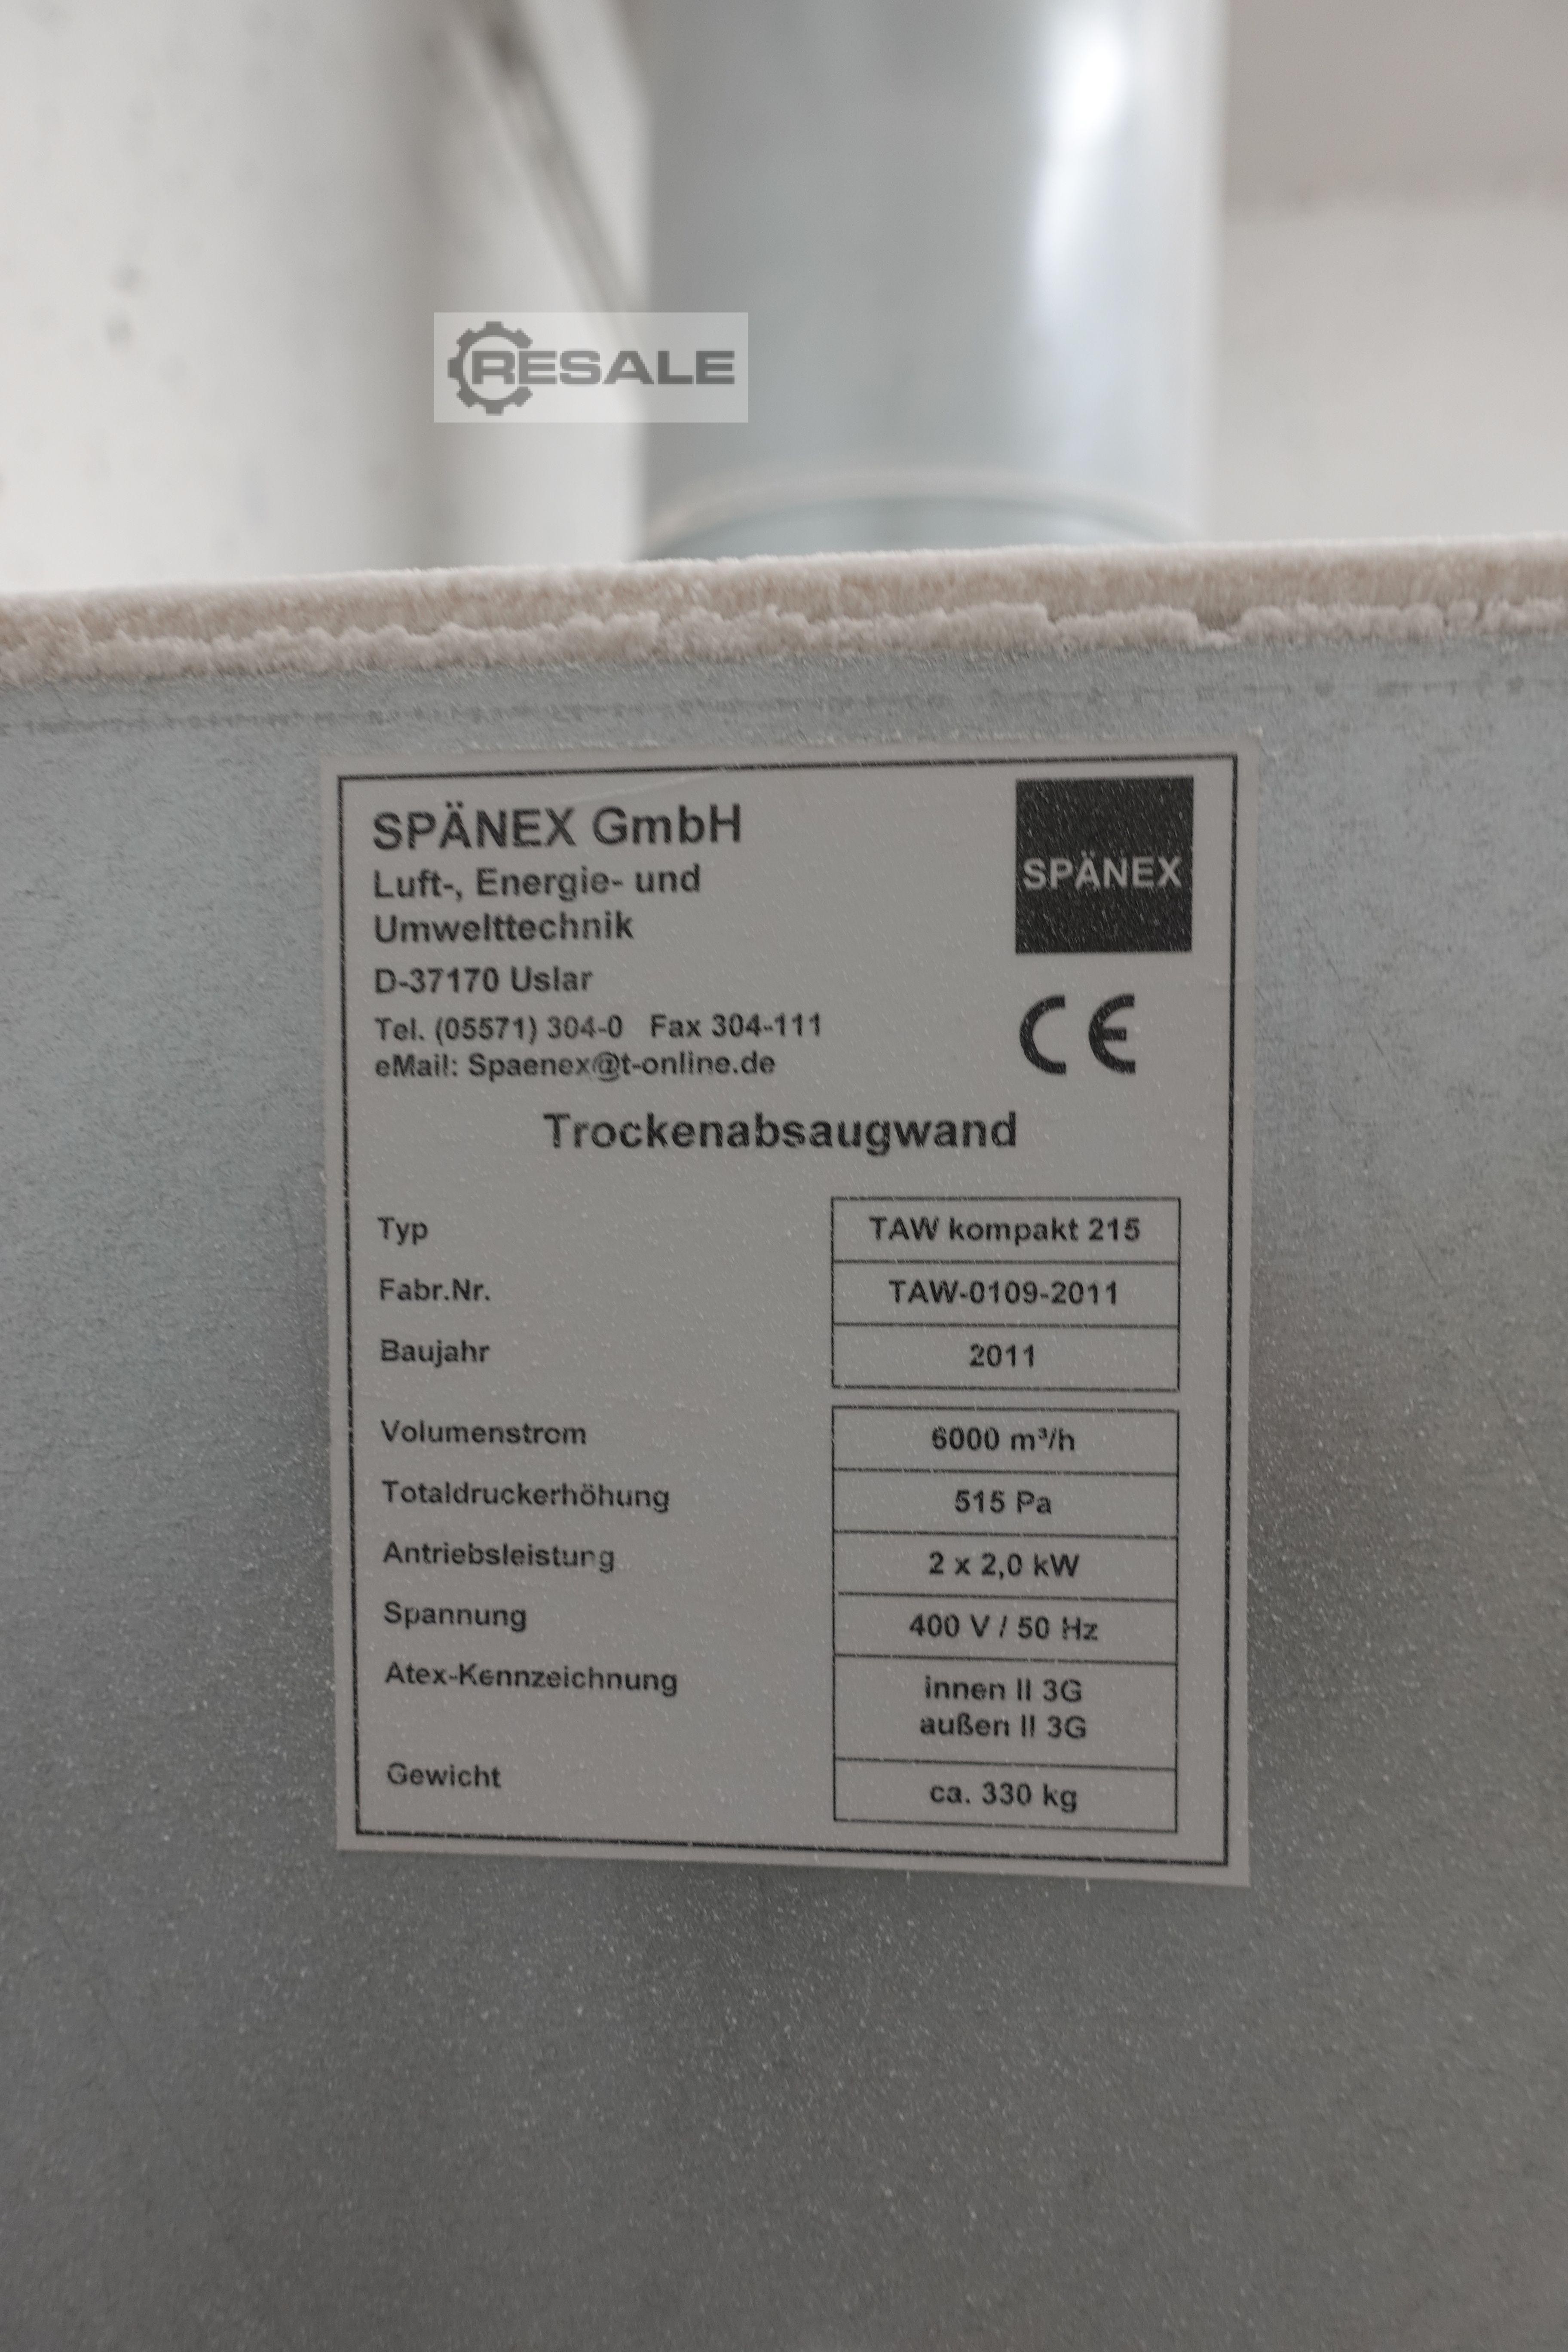 RESALE
SPÄNEX GmbH
Luft-, Energie- und
Umwelttechnik
D-37170 Uslar
Tel. (05571) 304-0 Fax 304-111
eMail: Spaenex@t-online.de
SPÄNEX
CE
Trockenabsaugwand
Typ TAW kompakt 215
Fabr.Nr. TAW-0109-2011
Baujahr 2011
Volumenstrom 6000 m³/h
Totaldruckerhöhung 515 Pa
Antriebsleistung 2 x 2,0 kW
Spannung 400 V / 50 Hz
Atex-Kennzeichnung innen II 3G
außen II 3G
Gewicht ca. 330 kg